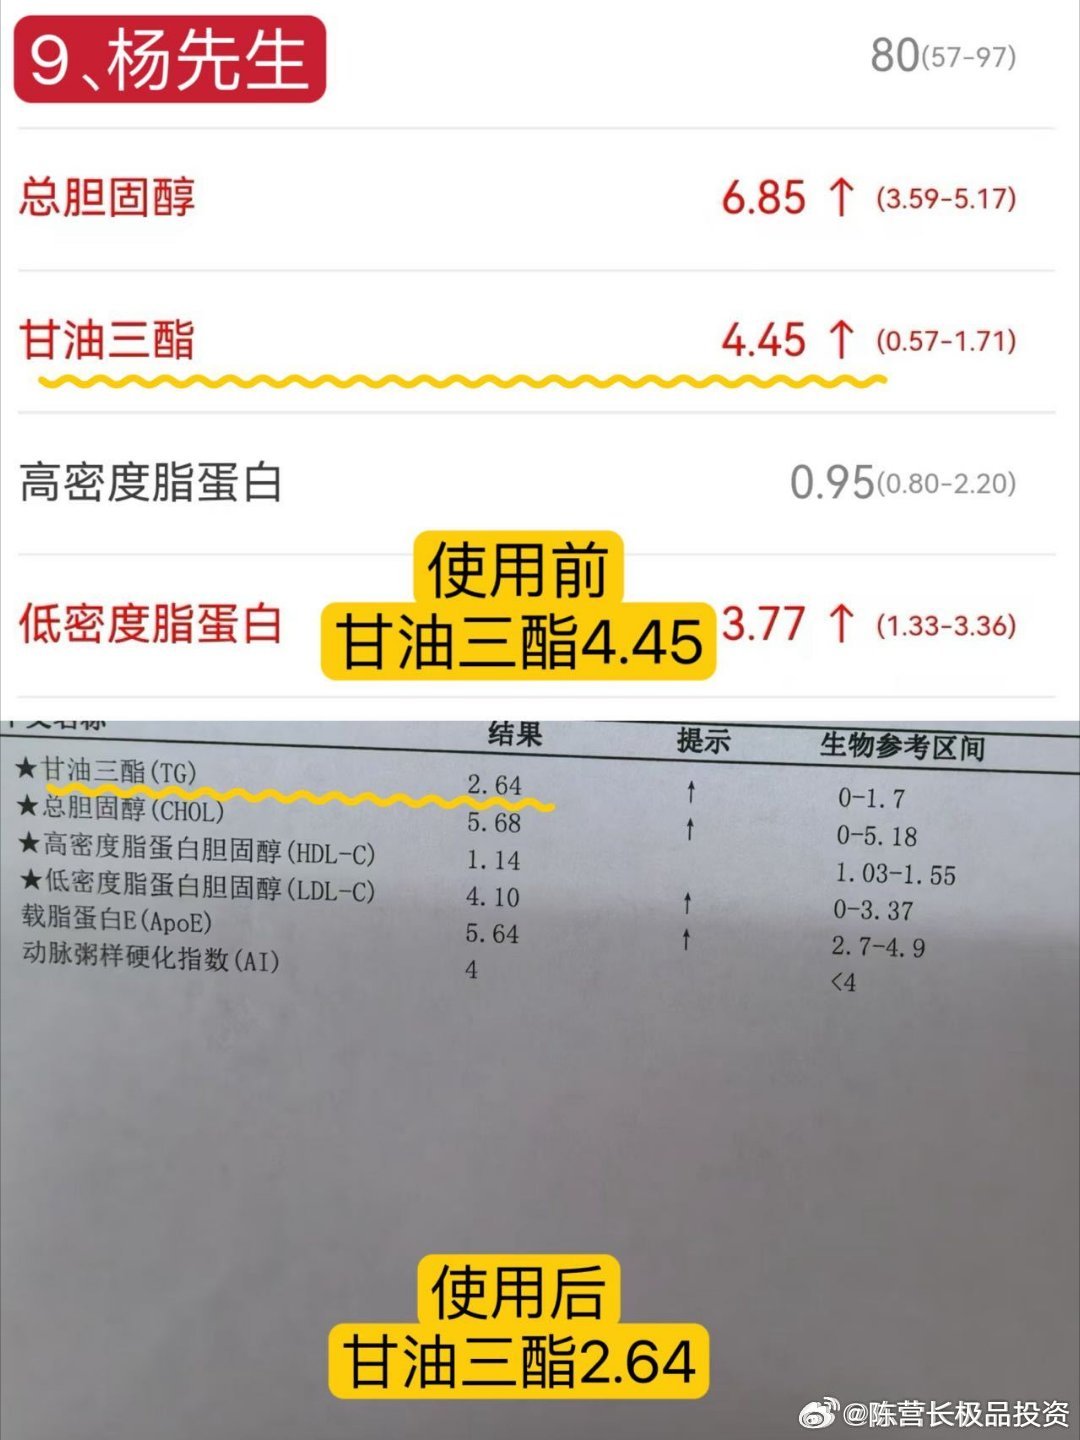 9、杨先生
80(57-97)
总胆固醇 6.85 ↑ (3.59-5.17)
甘油三酯 4.45 ↑ (0.57-1.71)
高密度脂蛋白 0.95(0.80-2.20)
使用前
低密度脂蛋白 3.77 ↑ (1.33-3.36)
甘油三酯4.45
结果 提示 生物参考区间
★甘油三酯(TG) 2.64 ↑ 0-1.7
★总胆固醇(CHOL) 5.68 ↑ 0-5.18
★高密度脂蛋白胆固醇(HDL-C) 1.14 1.03-1.55
★低密度脂蛋白胆固醇(LDL-C) 4.10 ↑ 0-3.37
载脂蛋白E(ApoE) 5.64 ↑ 2.7-4.9
动脉粥样硬化指数(AI) 4 <4
使用后
甘油三酯2.64
@陈营长极品投资